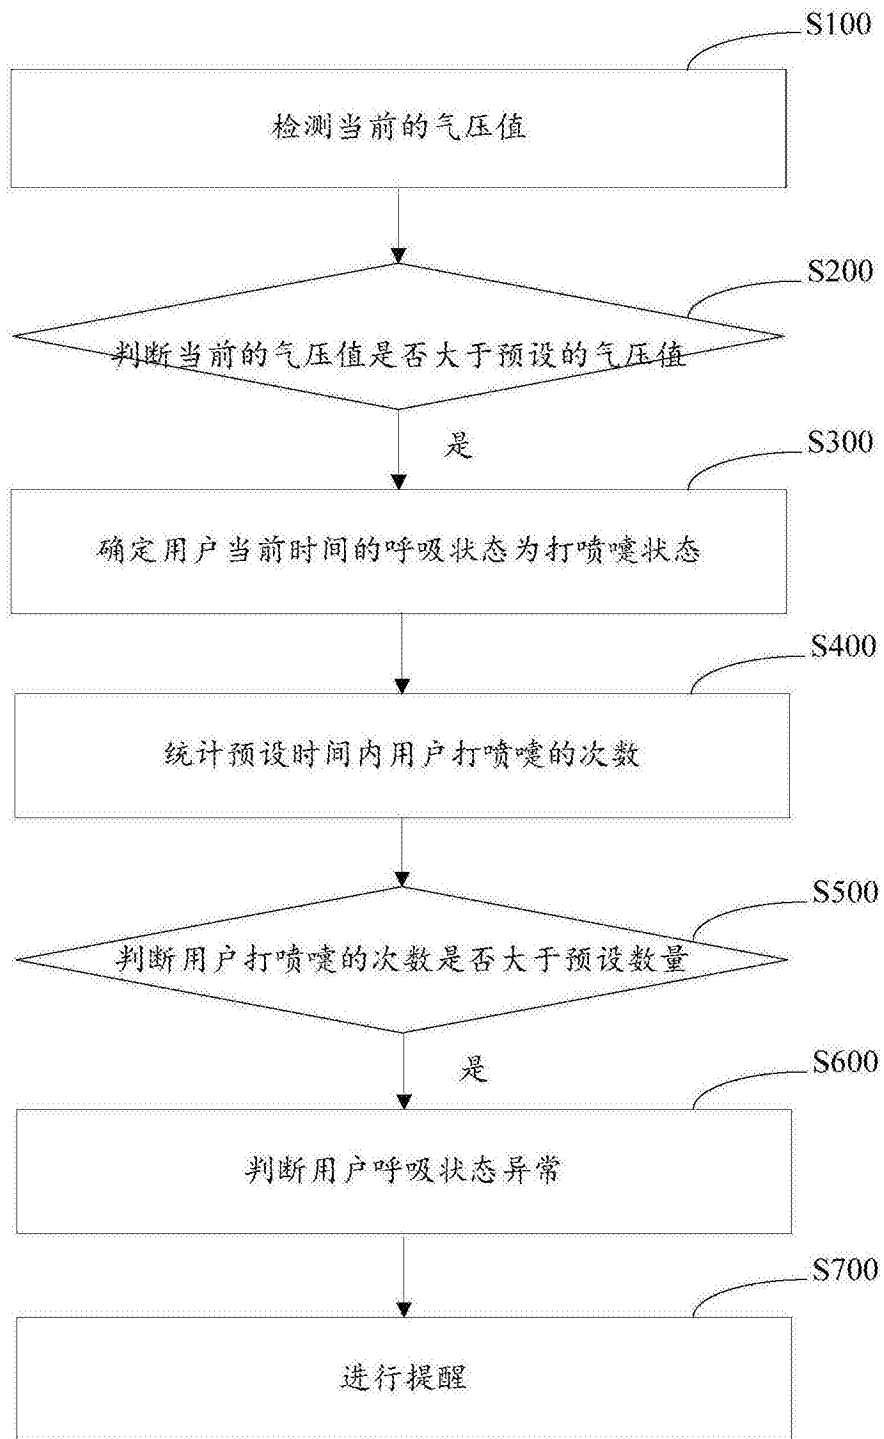 S100
检测当前的气压值
S200
判断当前的气压值是否大于预设的气压值
是
S300
确定用户当前时间的呼吸状态为打喷嚏状态
S400
统计预设时间内用户打喷嚏的次数
S500
判断用户打喷嚏的次数是否大于预设数量
是
S600
判断用户呼吸状态异常
S700
进行提醒